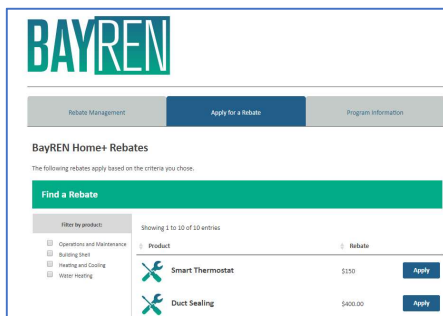 BAYREN
Rebate Management
Apply for a Rebate
Program Information
BayREN Home+ Rebates
The following rebates apply based on the criteria you chose.
Find a Rebate
Filter by product:
Operations and Maintenance
Building Shell
Heating and Cooling
Water Heating
Showing 1 to 10 of 10 entries
Product Rebate
Smart Thermostat $150 Apply
Duct Sealing $400.00 Apply